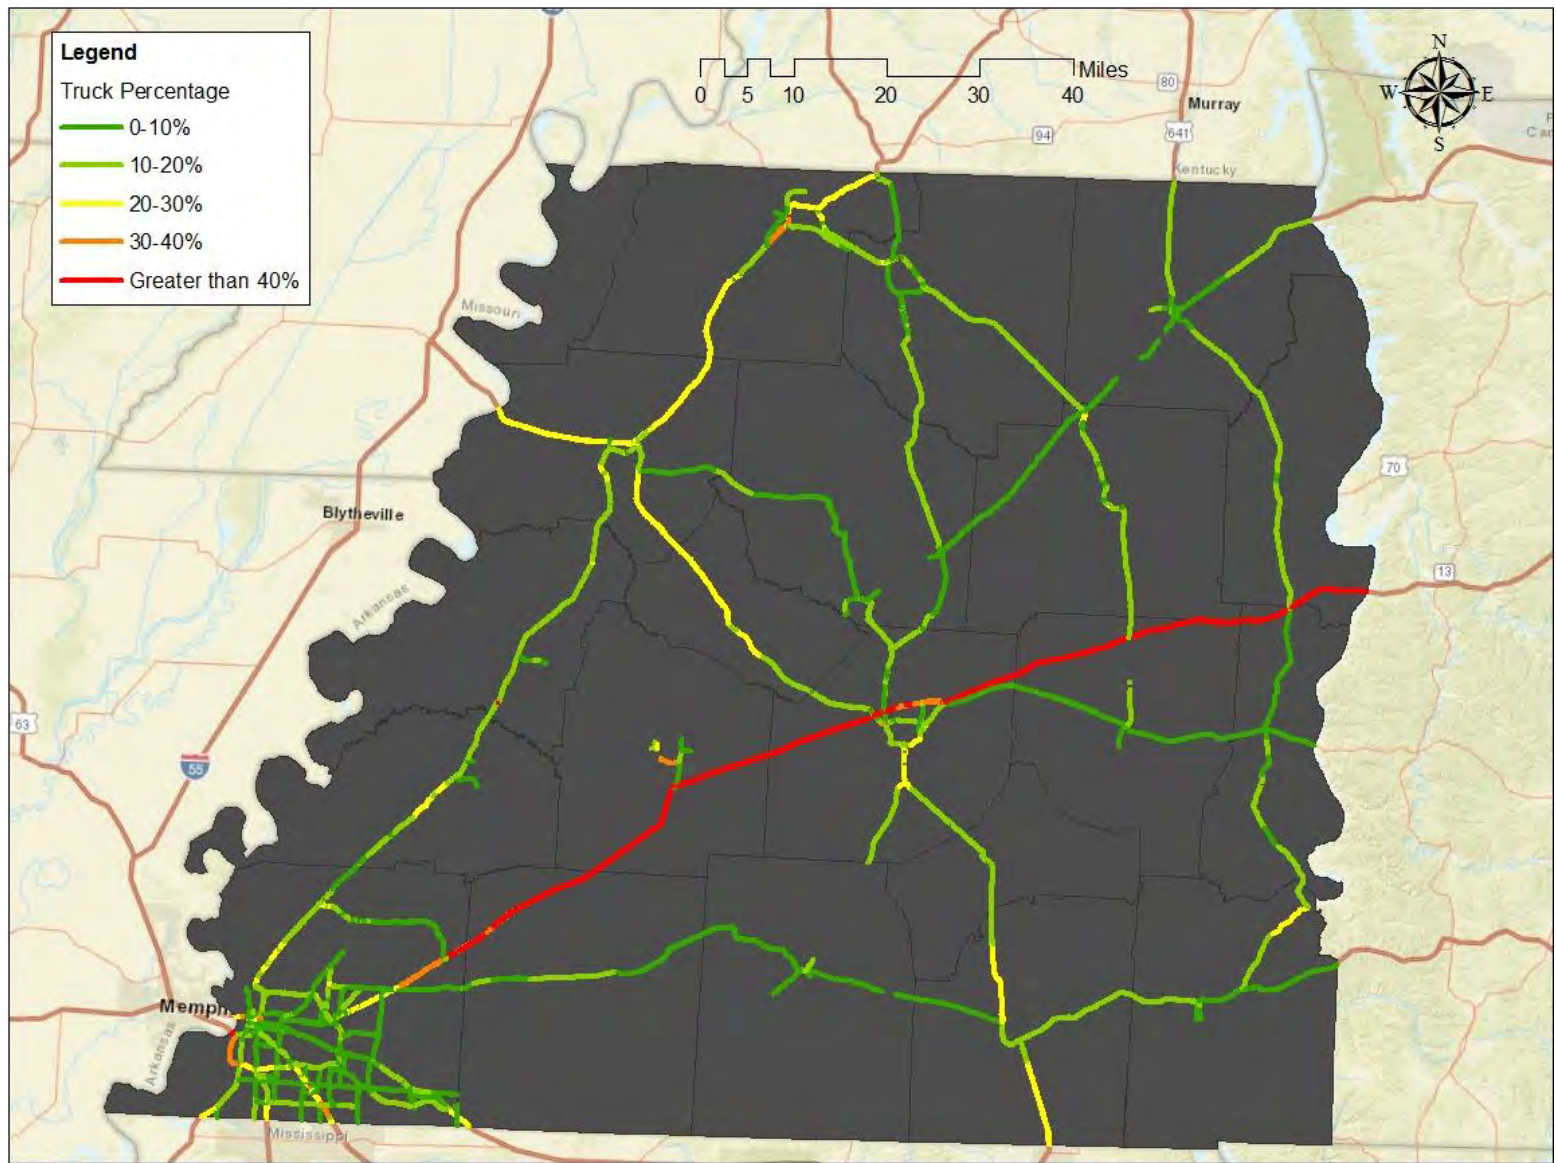 Legend
Truck Percentage
0-10%
10-20%
20-30%
30-40%
Greater than 40%
Miles
0 5 10 20 30 40
N
W E
S
80
Murray
94
641
Kentucky
Missouri
70
Blytheville
13
Arkansas
63
55
Memph
Arkansas
Mississippi